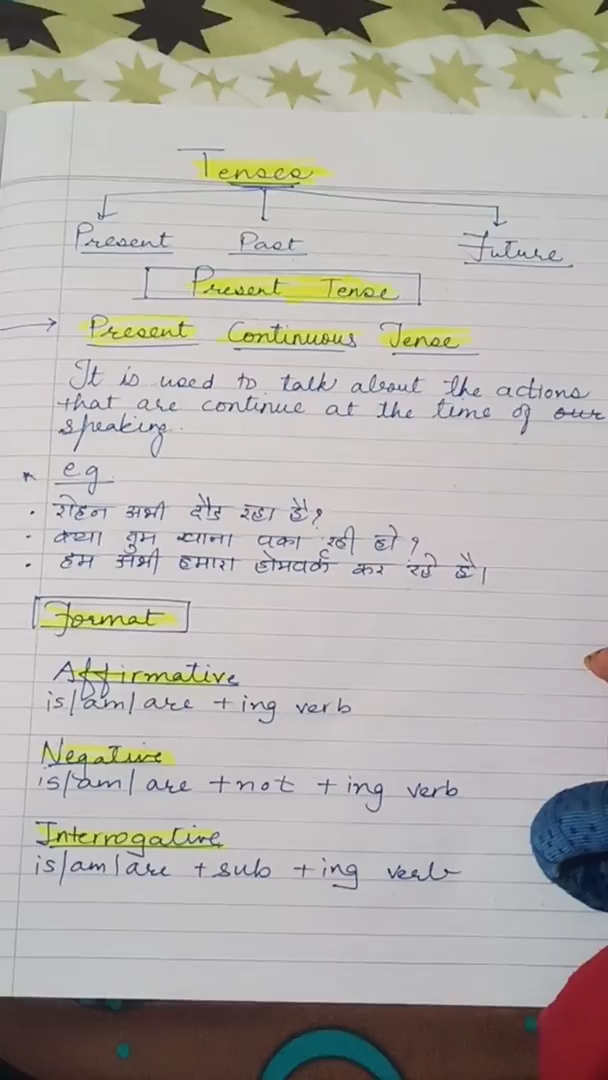 Tenses
Present Past Future
Present Tense
Present Continuous Tense
It is used to talk about the actions
that are continue at the time of our
speaking.
* eg
• रोहन अभी दौड रहा है?
• क्या तुम खाना पका रही हो?
• हम अभी हमारा होमवर्क कर रहे है।
Format
Affirmative
is/am/are + ing verb
Negative
is/am/are + not + ing verb
Interrogative
is/am/are + sub + ing verb